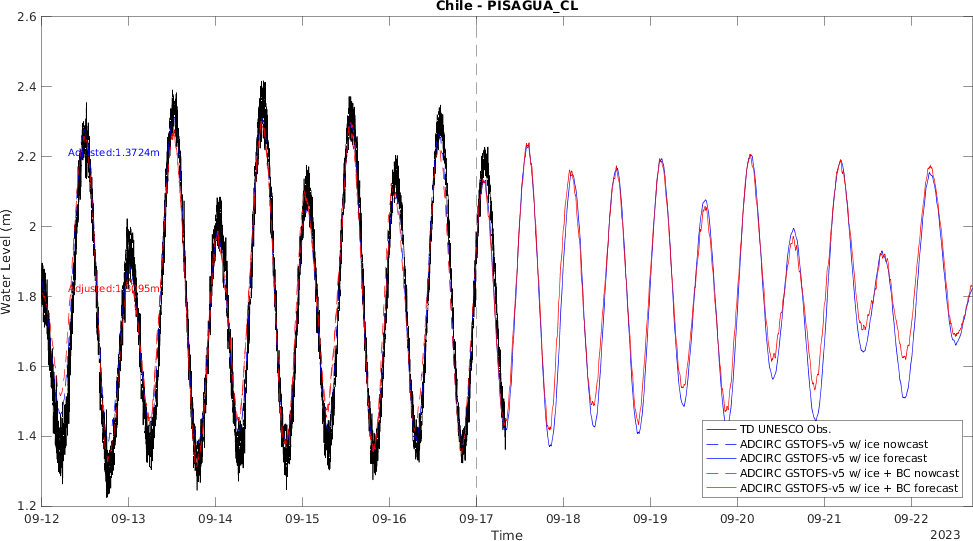 Chile - PISAGUA_CL
2.6
2.4
2.2
2
1.8
1.6
1.4
1.2
Water Level (m)
Adjusted:1.3724m
TD UNESCO Obs.
ADCIRC GSTOFS-v5 w/ ice nowcast
ADCIRC GSTOFS-v5 w/ ice forecast
ADCIRC GSTOFS-v5 w/ ice + BC nowcast
ADCIRC GSTOFS-v5 w/ ice + BC forecast
09-12 09-13 09-14 09-15 09-16 09-17 09-18 09-19 09-20 09-21 09-22
Time
2023